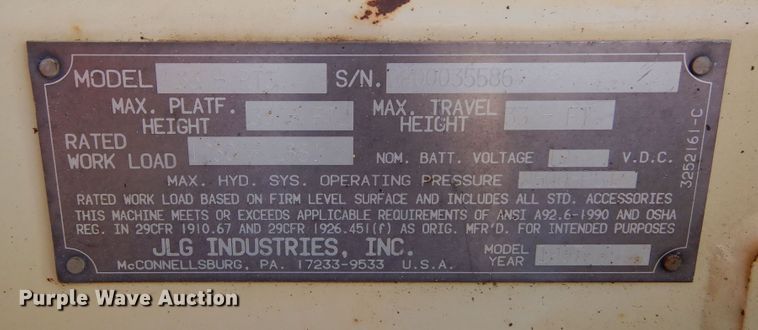 MODEL S/N. 
MAX. PLATF. HEIGHT MAX. TRAVEL HEIGHT
RATED WORK LOAD NOM. BATT. VOLTAGE V.D.C.
MAX. HYD. SYS. OPERATING PRESSURE
RATED WORK LOAD BASED ON FIRM LEVEL SURFACE AND INCLUDES ALL STD. ACCESSORIES
THIS MACHINE MEETS OR EXCEEDS APPLICABLE REQUIREMENTS OF ANSI A92.6-1990 AND OSHA
REG. IN 29CFR 1910.67 AND 29CFR 1926.451(f) AS ORIG. MFR'D. FOR INTENDED PURPOSES
JLG INDUSTRIES, INC.
McCONNELLSBURG, PA. 17233-9533 U.S.A.
MODEL YEAR
3252161-C
Purple Wave Auction